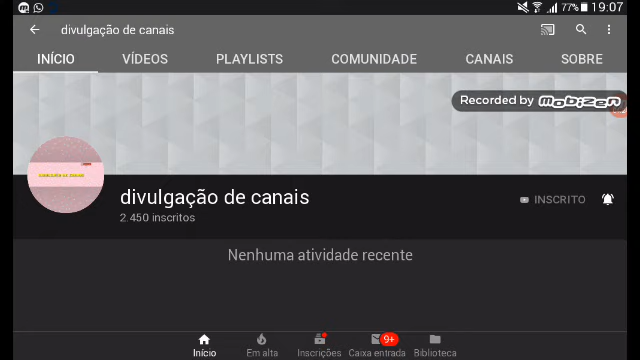 77% 19:07
divulgação de canais
INÍCIO VÍDEOS PLAYLISTS COMUNIDADE CANAIS SOBRE
Recorded by mobizen
divulgação de canais
2.450 inscritos
INSCRITO
Nenhuma atividade recente
9+
Início Em alta Inscrições Caixa entrada Biblioteca